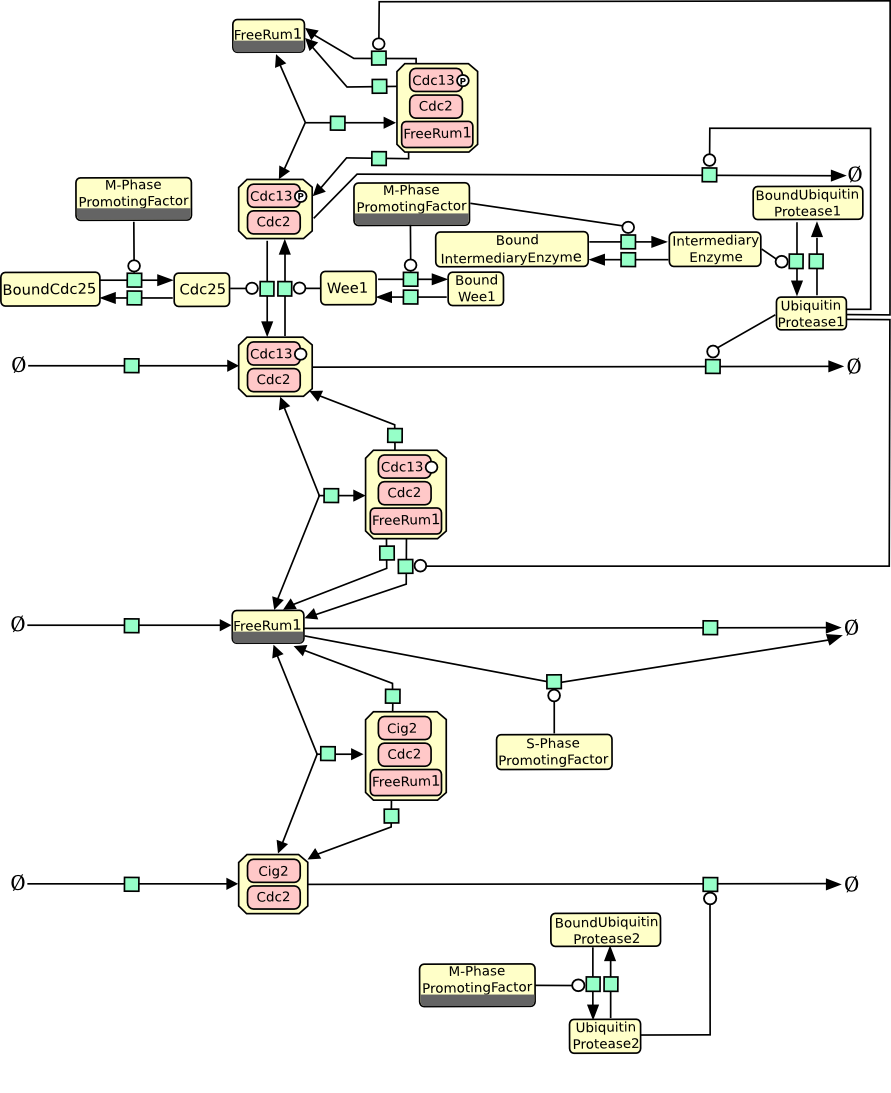 FreeRum1
Cdc13 P
Cdc2
FreeRum1
Cdc13 P
Cdc2
M-Phase
PromotingFactor
M-Phase
PromotingFactor
Ø
BoundUbiquitin
Protease1
Bound
IntermediaryEnzyme
Intermediary
Enzyme
BoundCdc25
Cdc25
Wee1
Bound
Wee1
Ubiquitin
Protease1
Ø
Cdc13
Cdc2
Ø
Cdc13
Cdc2
FreeRum1
Ø
FreeRum1
Ø
Cig2
Cdc2
FreeRum1
S-Phase
PromotingFactor
Ø
Cig2
Cdc2
Ø
BoundUbiquitin
Protease2
M-Phase
PromotingFactor
Ubiquitin
Protease2